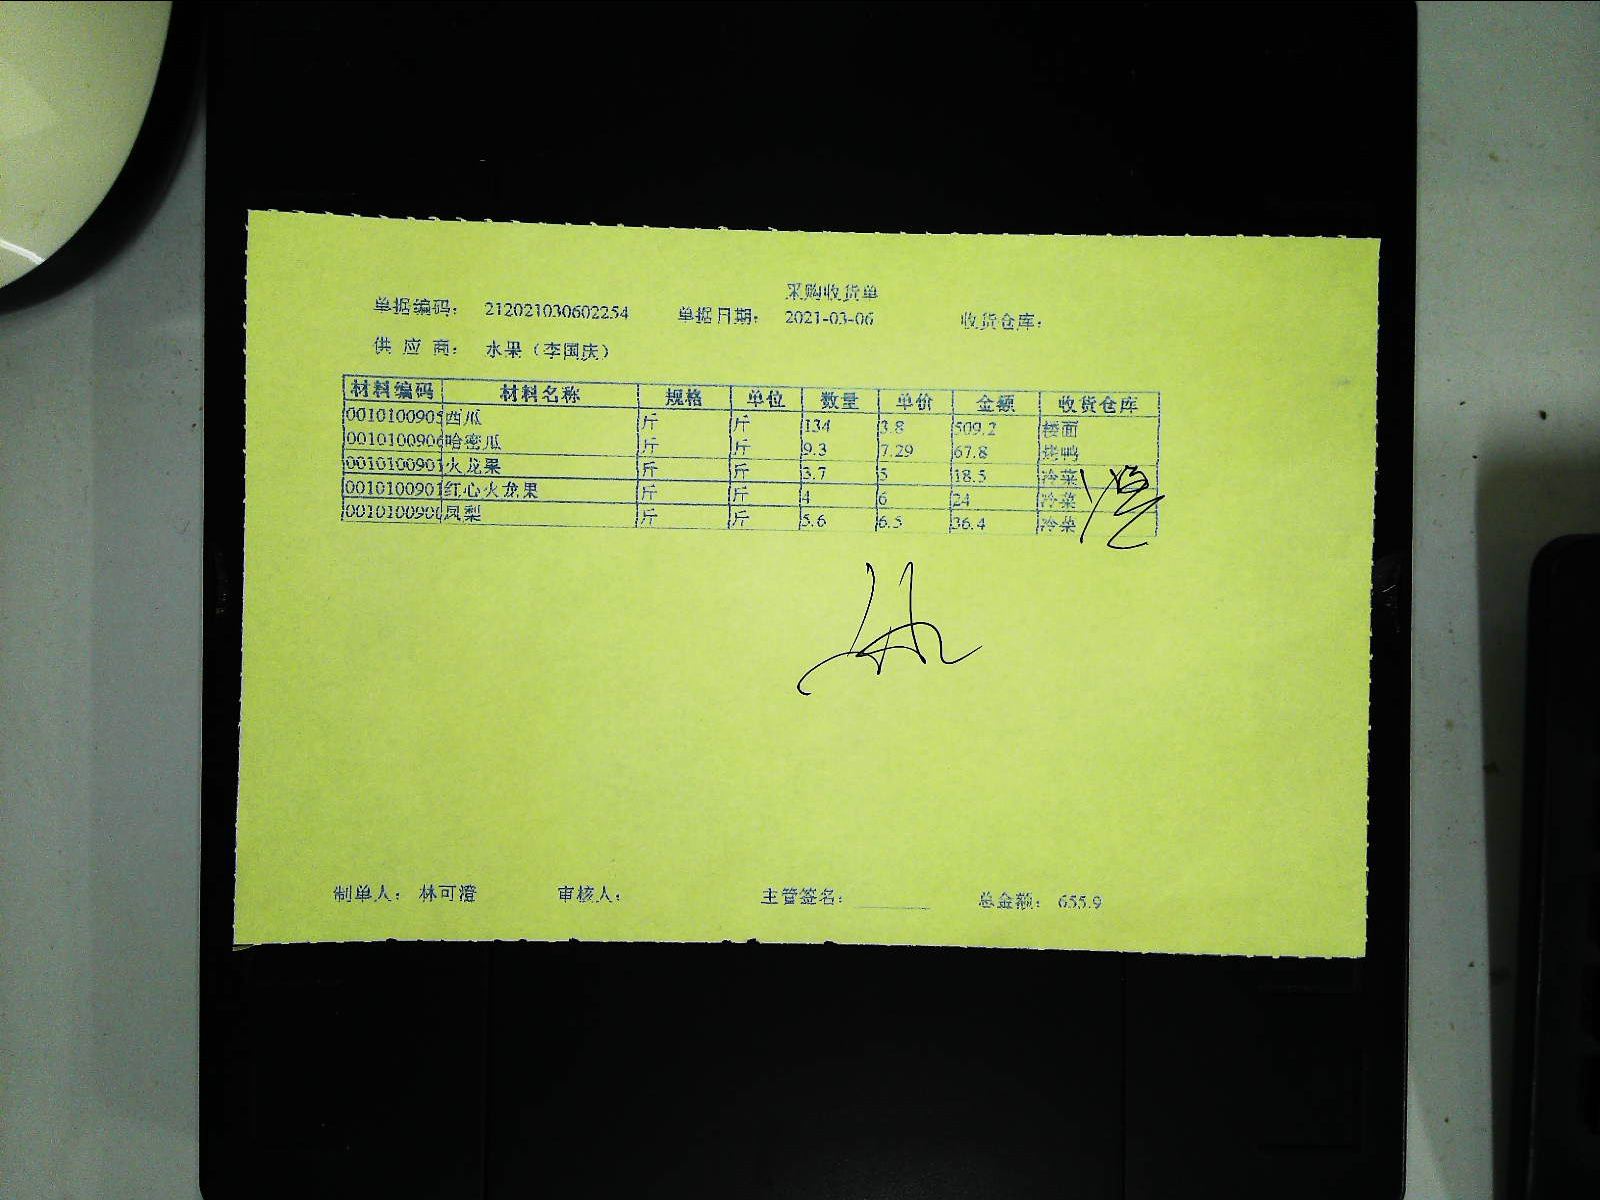 采购收货单
单据编码： 212021030602254 单据日期： 2021-03-06 收货仓库：
供 应 商： 水果（李国庆）
材料编码 材料名称 规格 单位 数量 单价 金额 收货仓库
0010100905 西瓜 斤 斤 134 3.8 509.2 楼面
0010100906 哈密瓜 斤 斤 9.3 7.29 67.8 烤鸭
0010100901 火龙果 斤 斤 3.7 5 18.5 冷菜
0010100901 红心火龙果 斤 斤 4 6 24 冷菜
0010100900 凤梨 斤 斤 5.6 6.5 36.4 冷菜
制单人： 林可澄 审核人： 主管签名： 总金额： 655.9